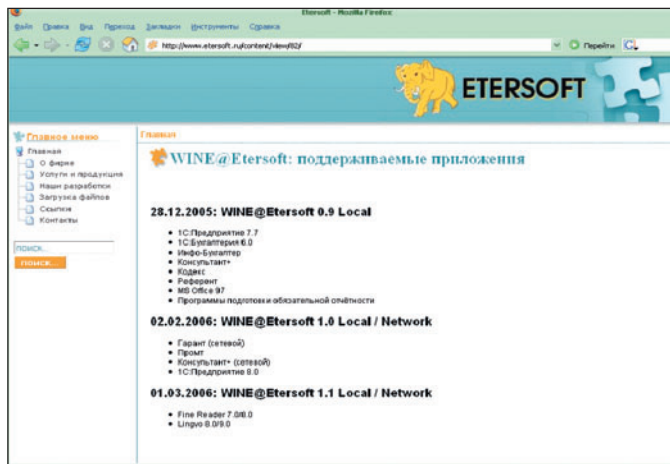 Etersoft - Mozilla Firefox
Файл Правка Вид Переход Закладки Инструменты Справка
http://www.etersoft.ru/content/view/82/
Перейти
ETERSOFT
Главное меню
Главная
О фирме
Услуги и продукция
Наши разработки
Загрузка файлов
Ссылки
Контакты
поиск...
поиск...
Главная
WINE@Etersoft: поддерживаемые приложения
28.12.2005: WINE@Etersoft 0.9 Local
1С:Предприятие 7.7
1С:Бухгалтерия 6.0
Инфо-Бухгалтер
Консультант+
Кодекс
Референт
MS Office 97
Программы подготовки обязательной отчётности
02.02.2006: WINE@Etersoft 1.0 Local / Network
Гарант (сетевой)
Промт
Консультант+ (сетевой)
1С:Предприятие 8.0
01.03.2006: WINE@Etersoft 1.1 Local / Network
Fine Reader 7.0/8.0
Lingvo 8.0/9.0